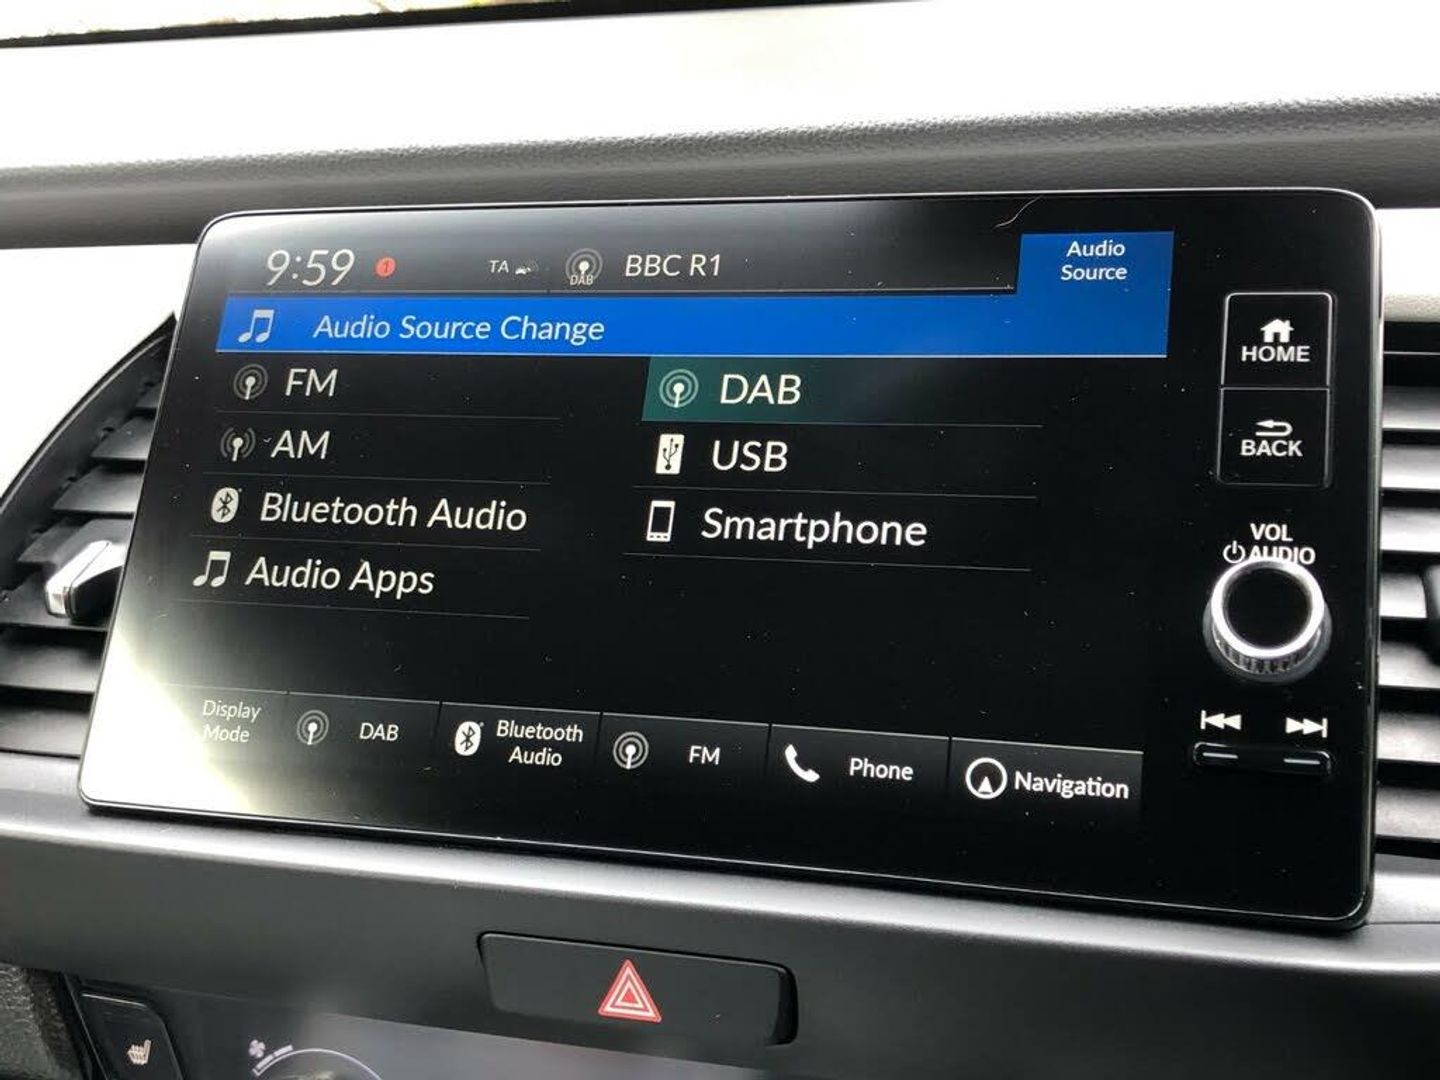 9:59
1
TA
DAB
BBC R1
Audio
Source
Audio Source Change
FM
DAB
AM
USB
Bluetooth Audio
Smartphone
Audio Apps
Display
Mode
DAB
Bluetooth
Audio
FM
Phone
Navigation
HOME
BACK
VOL
AUDIO